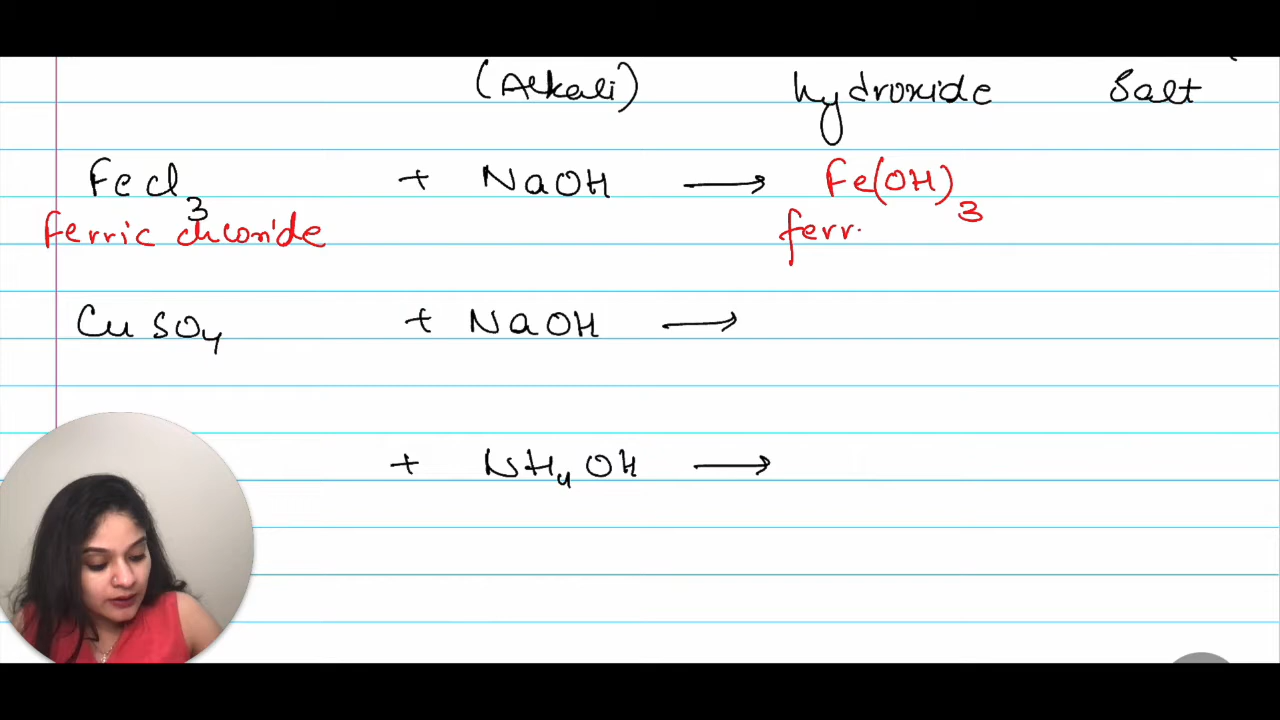 (Alkali) hydroxide Salt
FeCl₃ + NaOH → Fe(OH)₃
ferric chloride ferr
CuSO₄ + NaOH →
+ NH₄OH →